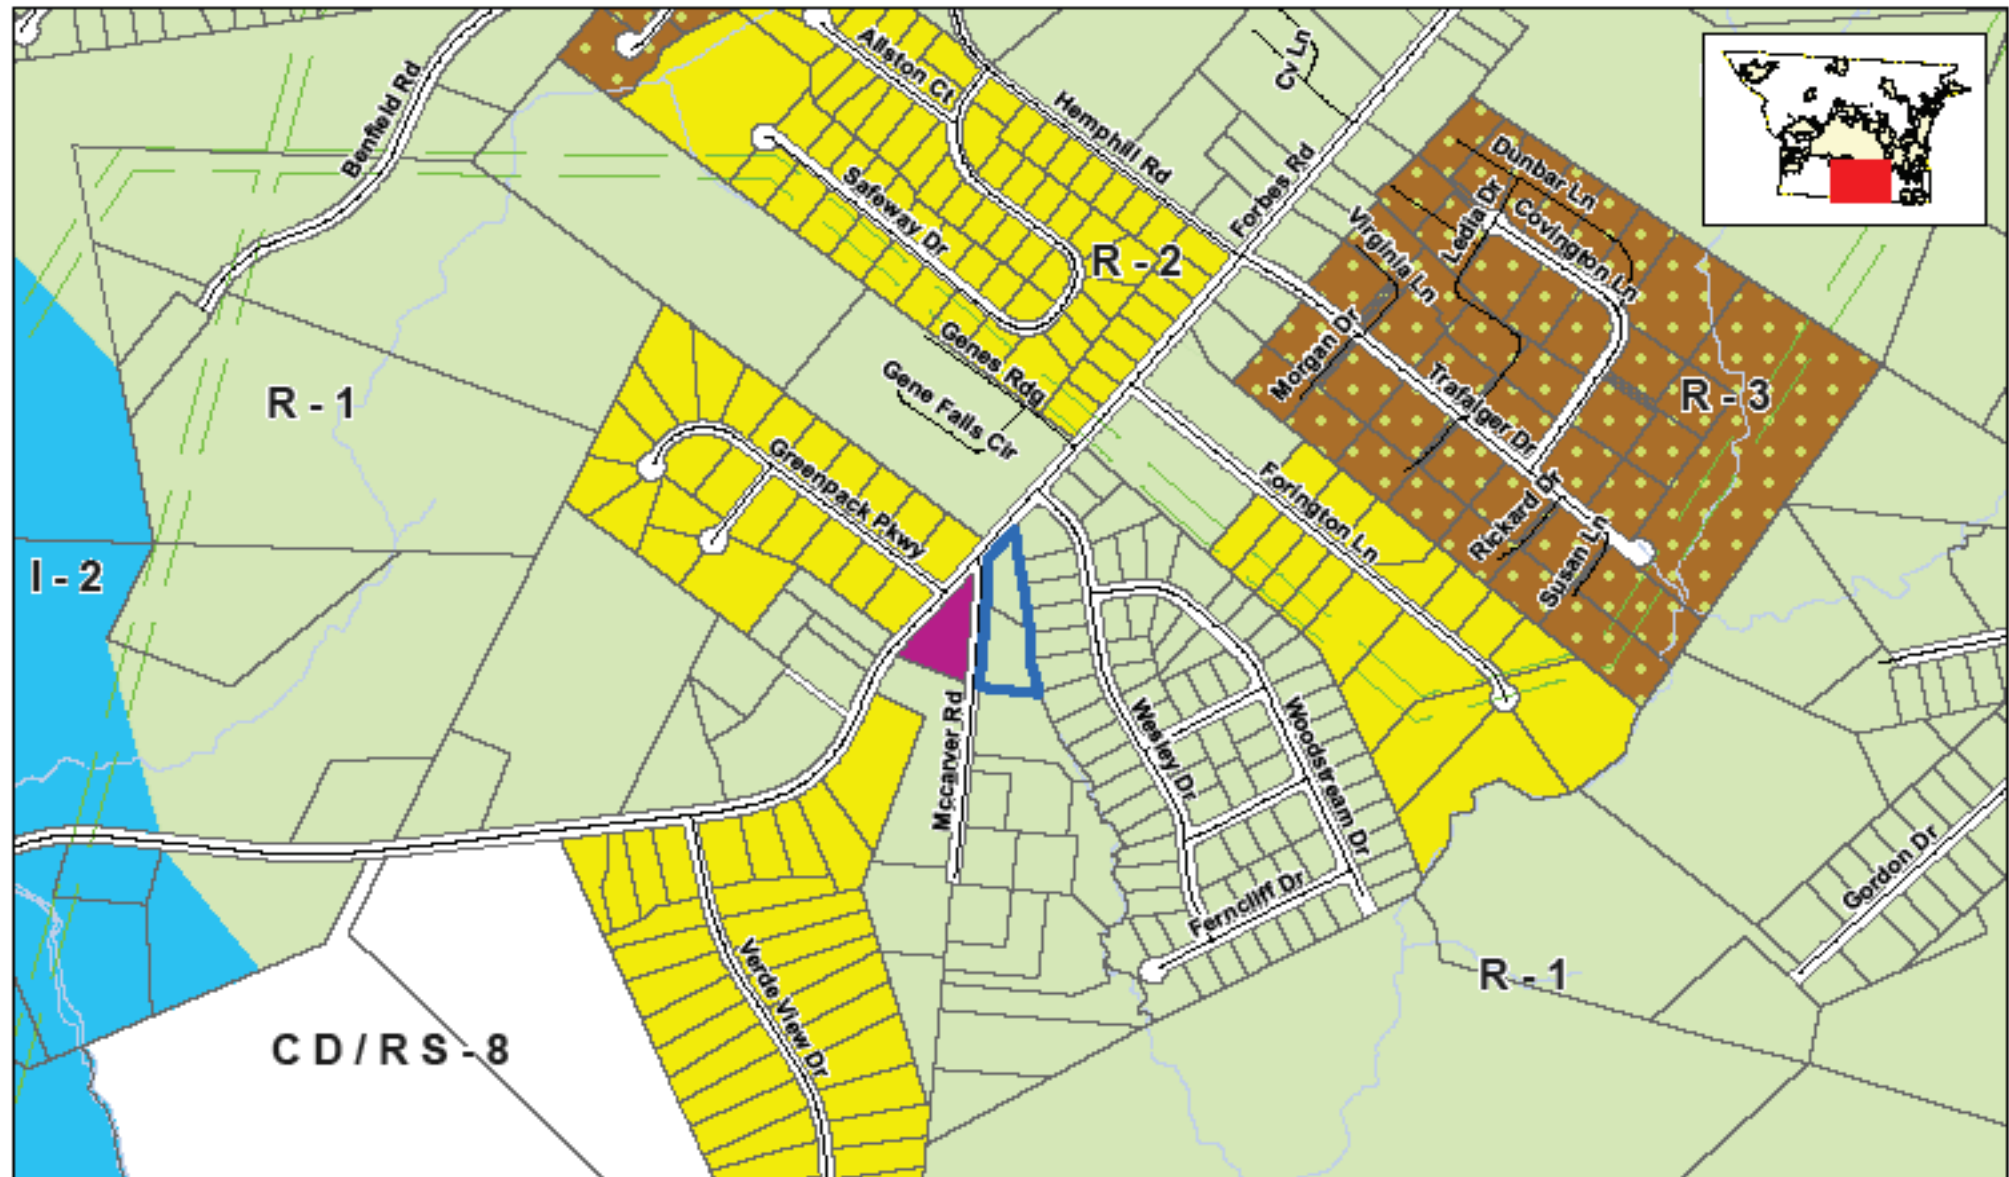 Benfield Rd
Allston Ct
Hemphill Rd
Cy Ln
Forbes Rd
Safeway Dr
R - 2
Dunbar Ln
Ledia Dr
Covington Ln
Virginia Ln
Morgan Dr
Trafalger Dr
R - 3
Genes Rdg
Gene Falls Cir
R - 1
Greenpack Pkwy
Forington Ln
Rickard Dr
Susan Ln
I - 2
Mccarver Rd
Wesley Dr
Woodstream Dr
Ferncliff Dr
Gordon Dr
Verde View Dr
R - 1
CD/RS-8